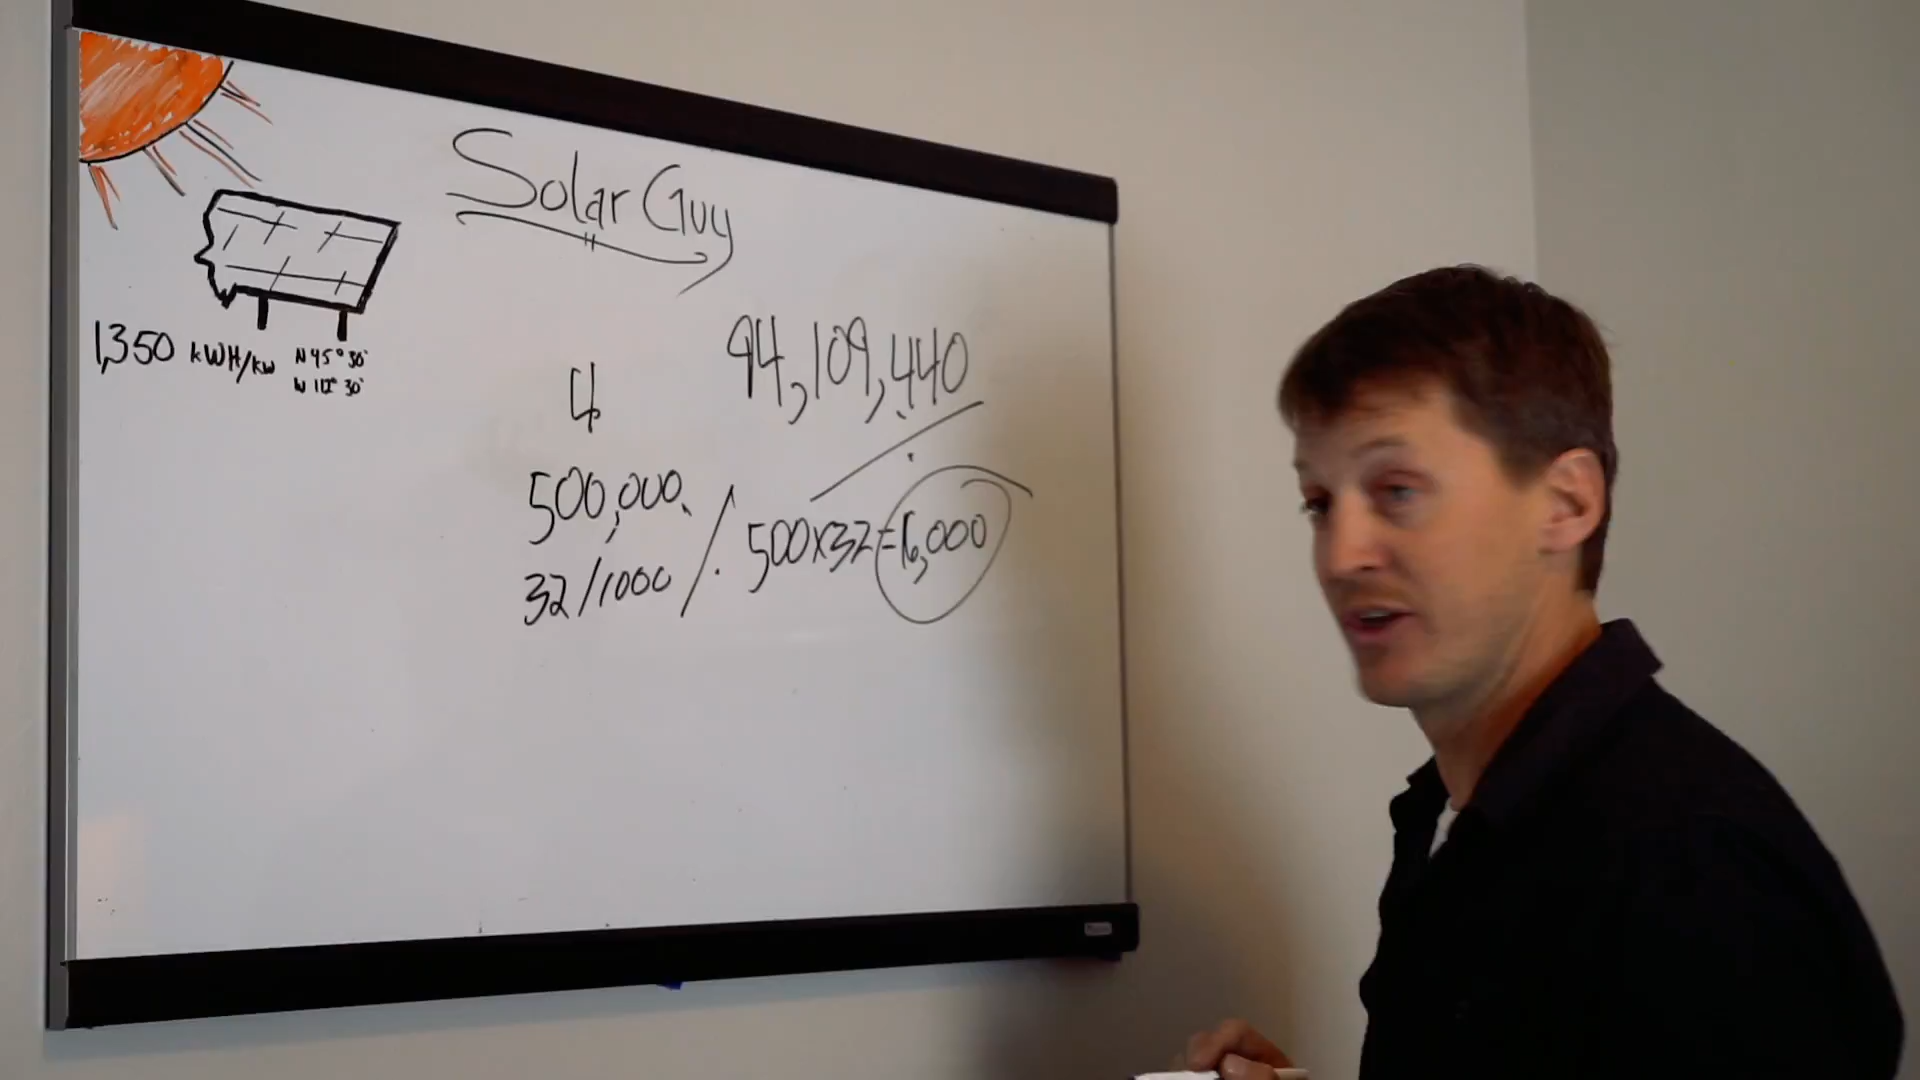 Solar Guy
1,350 kWH/kw
N 45° 30'
W 112° 30'
4
94,109,440
500,000
32/1000
500x32=16,000